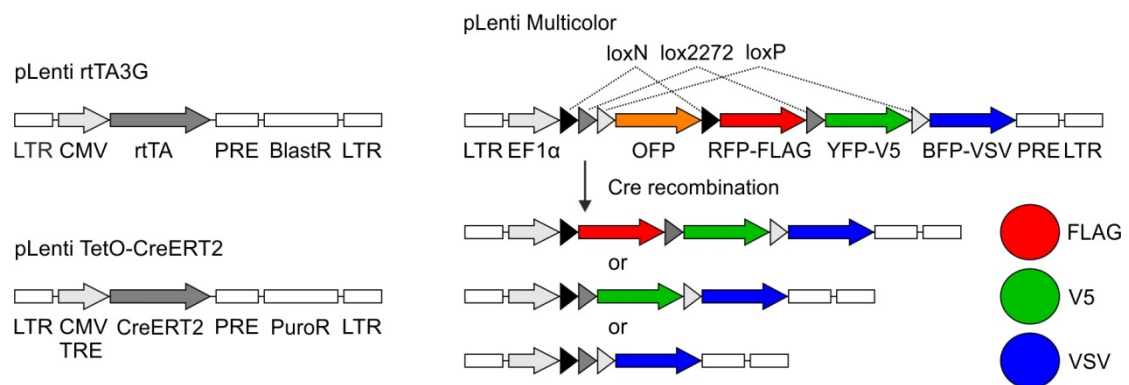 pLenti rtTA3G
LTR CMV rtTA PRE BlastR LTR
pLenti TetO-CreERT2
LTR CMV CreERT2 PRE PuroR LTR
TRE
pLenti Multicolor
loxN lox2272 loxP
LTR EF1α OFP RFP-FLAG YFP-V5 BFP-VSV PRE LTR
Cre recombination
or
or
FLAG
V5
VSV